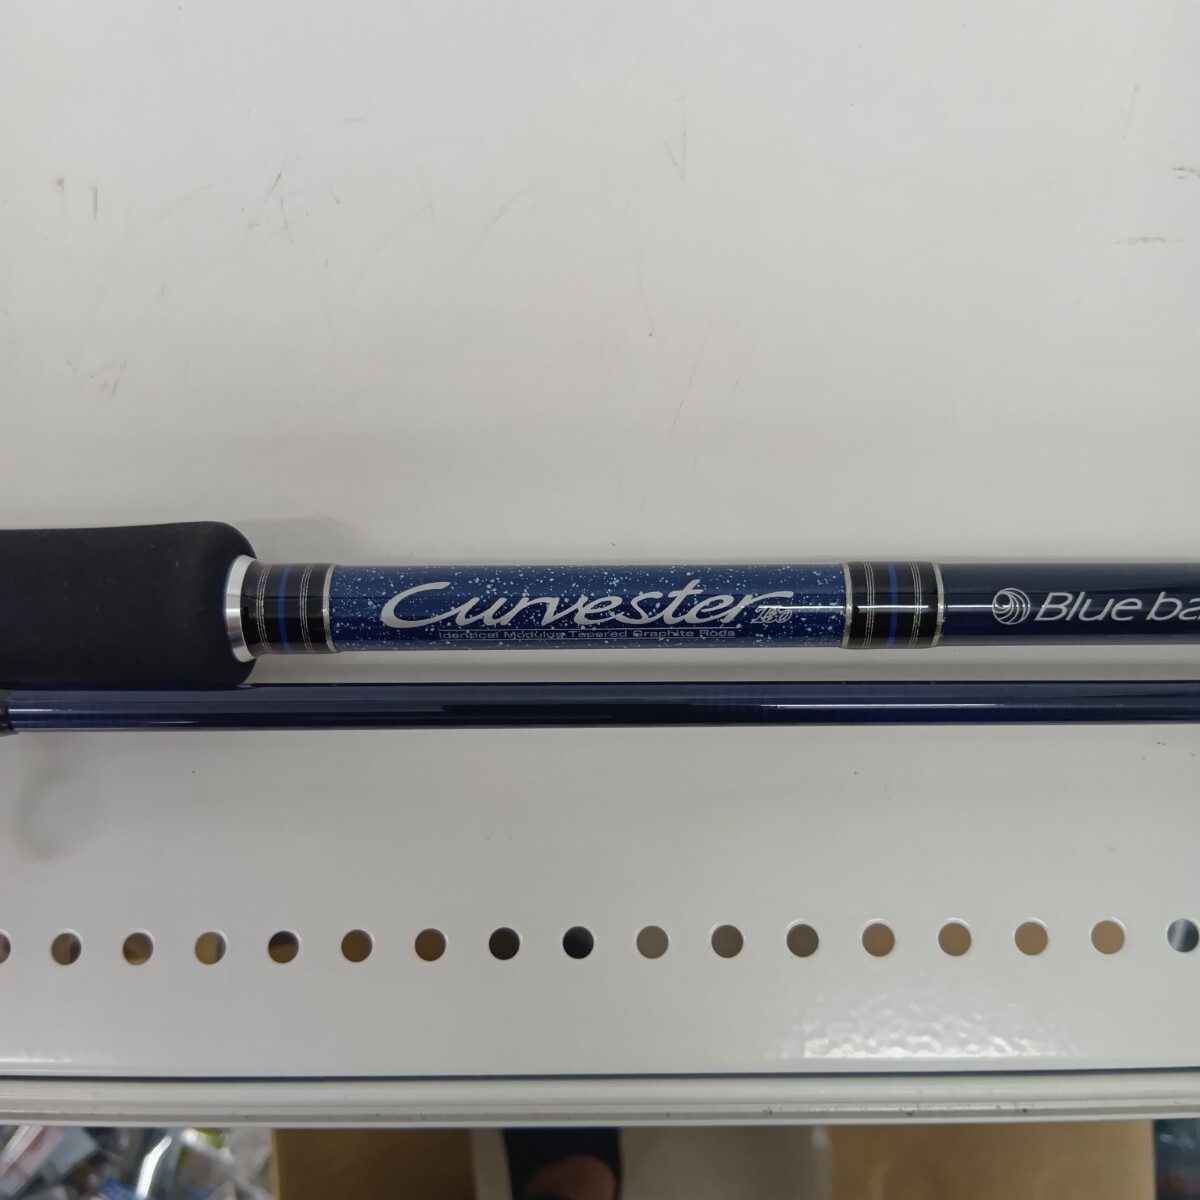 Curvester
Identical Modulus Tapered Graphite Rods
Blue ba